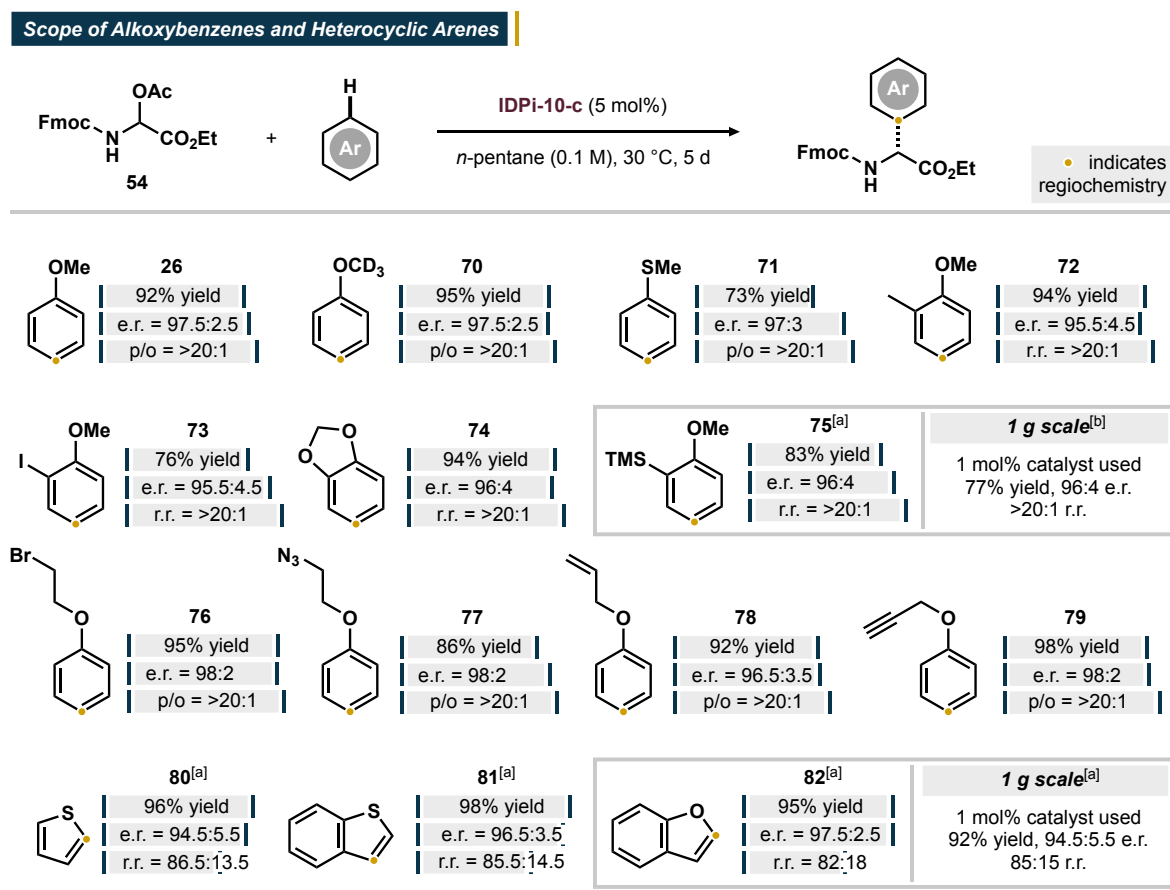 Scope of Alkoxybenzenes and Heterocyclic Arenes
OAc
Fmoc
N
H
CO2Et
54
+
H
Ar
IDPi-10-c (5 mol%)
n-pentane (0.1 M), 30 °C, 5 d
Ar
Fmoc
N
H
CO2Et
indicates
regiochemistry
OMe
26
92% yield
e.r. = 97.5:2.5
p/o = >20:1
OCD3
70
95% yield
e.r. = 97.5:2.5
p/o = >20:1
SMe
71
73% yield
e.r. = 97:3
p/o = >20:1
OMe
72
94% yield
e.r. = 95.5:4.5
r.r. = >20:1
OMe
I
73
76% yield
e.r. = 95.5:4.5
r.r. = >20:1
O
O
74
94% yield
e.r. = 96:4
r.r. = >20:1
OMe
TMS
75[a]
83% yield
e.r. = 96:4
r.r. = >20:1
1 g scale[b]
1 mol% catalyst used
77% yield, 96:4 e.r.
>20:1 r.r.
Br
O
76
95% yield
e.r. = 98:2
p/o = >20:1
N3
O
77
86% yield
e.r. = 98:2
p/o = >20:1
O
78
92% yield
e.r. = 96.5:3.5
p/o = >20:1
O
79
98% yield
e.r. = 98:2
p/o = >20:1
S
80[a]
96% yield
e.r. = 94.5:5.5
r.r. = 86.5:13.5
S
81[a]
98% yield
e.r. = 96.5:3.5
r.r. = 85.5:14.5
O
82[a]
95% yield
e.r. = 97.5:2.5
r.r. = 82:18
1 g scale[a]
1 mol% catalyst used
92% yield, 94.5:5.5 e.r.
85:15 r.r.